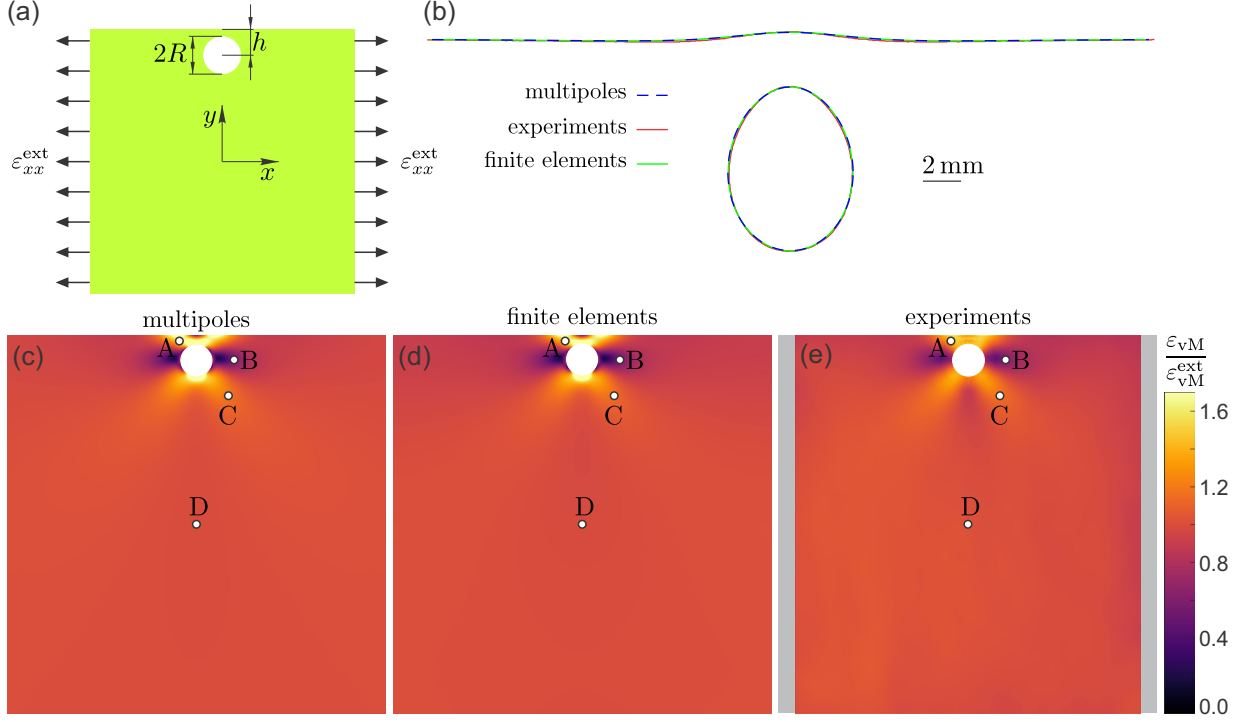 (a)
2R
h
y
x
ε_xx^ext
ε_xx^ext
(b)
multipoles
experiments
finite elements
2 mm
multipoles
(c)
A
B
C
D
finite elements
(d)
A
B
C
D
experiments
(e)
A
B
C
D
ε_vM
ε_vM^ext
1.6
1.2
0.8
0.4
0.0